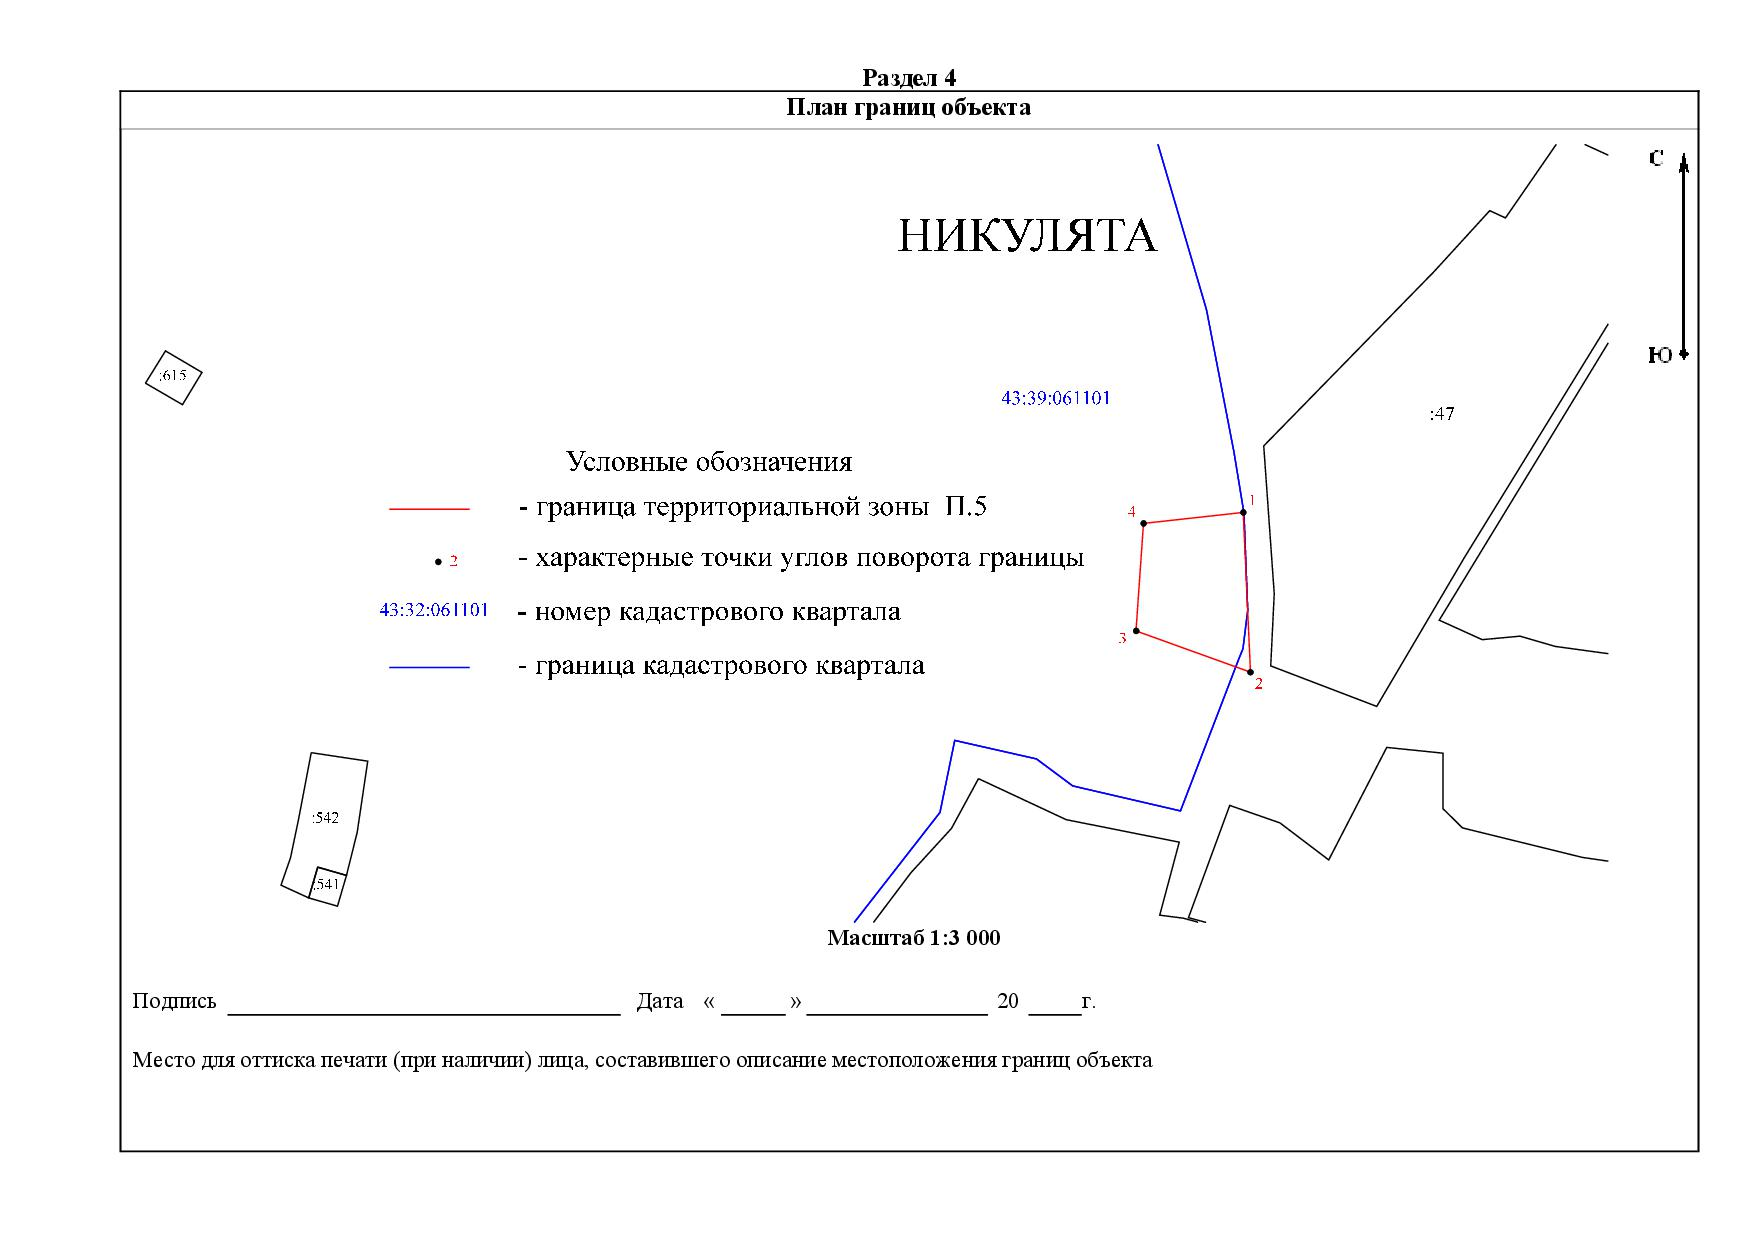 Раздел 4
План границ объекта
С
НИКУЛЯТА
Ю
:615
43:39:061101
:47
Условные обозначения
- граница территориальной зоны П.5
1
4
2 - характерные точки углов поворота границы
43:32:061101 - номер кадастрового квартала
3
- граница кадастрового квартала
2
:542
:541
Масштаб 1:3 000
Подпись Дата « » 20 г.
Место для оттиска печати (при наличии) лица, составившего описание местоположения границ объекта